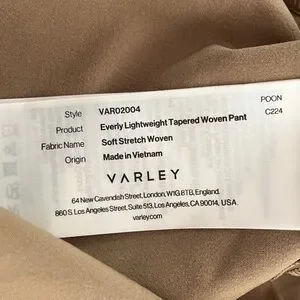 Style VAR02004 POON
Product Everly Lightweight Tapered Woven Pant C224
Fabric Name Soft Stretch Woven
Origin Made in Vietnam
VARLEY
64 New Cavendish Street, London, W1G 8TB, England.
860 S. Los Angeles Street, Suite 513, Los Angeles, CA 90014, USA.
varley.com